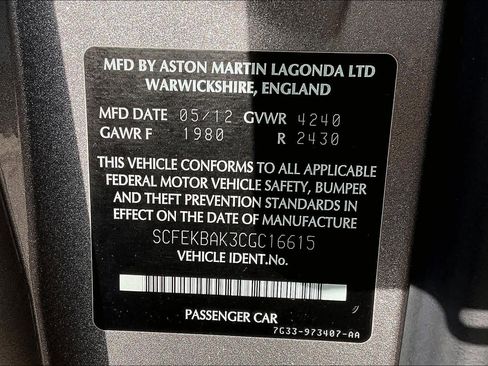 MFD BY ASTON MARTIN LAGONDA LTD
WARWICKSHIRE, ENGLAND
MFD DATE 05/12 GVWR 4240
GAWR F 1980 R 2430
THIS VEHICLE CONFORMS TO ALL APPLICABLE
FEDERAL MOTOR VEHICLE SAFETY, BUMPER
AND THEFT PREVENTION STANDARDS IN
EFFECT ON THE DATE OF MANUFACTURE
SCFEKBAK3CGC16615
VEHICLE IDENT.No.
PASSENGER CAR
7G33-973407-AA